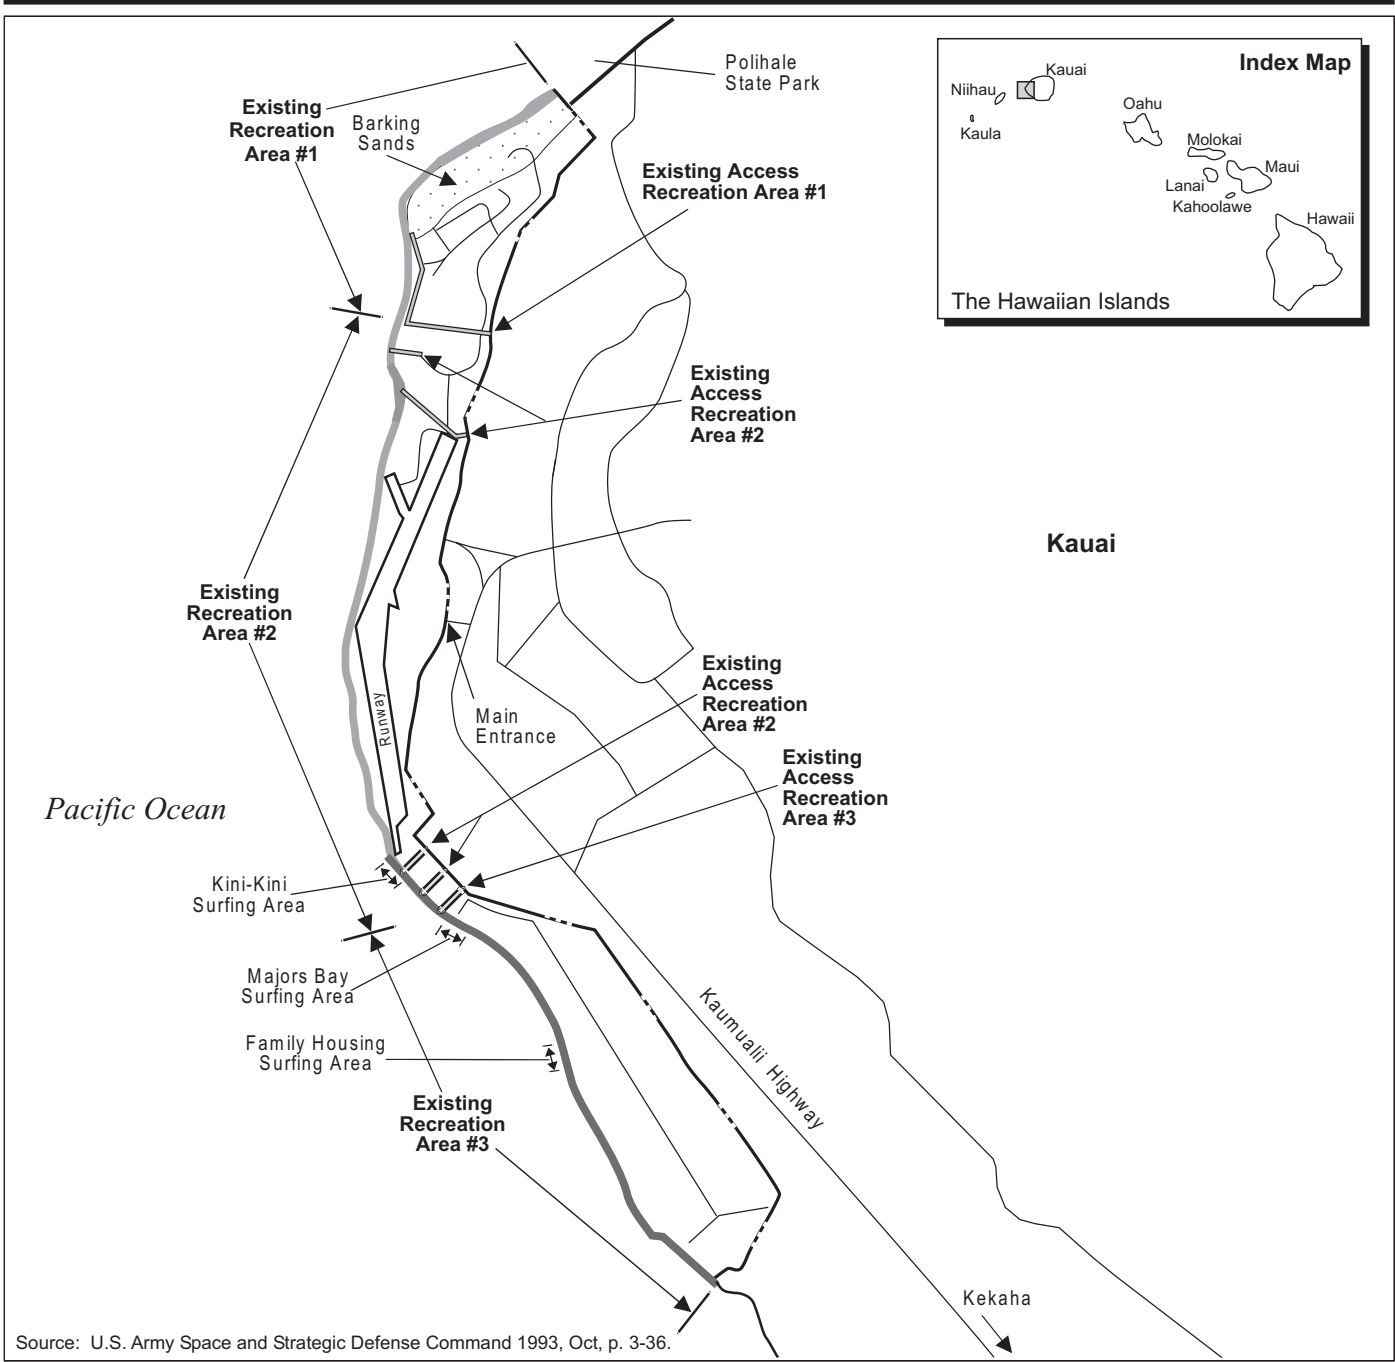 Polihale
State Park
Existing
Recreation
Area #1
Barking
Sands
Existing Access
Recreation Area #1
Index Map
Kauai
Niihau
Kaula
Oahu
Molokai
Maui
Lanai
Kahoolawe
Hawaii
The Hawaiian Islands
Existing
Access
Recreation
Area #2
Kauai
Existing
Recreation
Area #2
Runway
Main
Entrance
Existing
Access
Recreation
Area #2
Existing
Access
Recreation
Area #3
Pacific Ocean
Kini-Kini
Surfing Area
Majors Bay
Surfing Area
Family Housing
Surfing Area
Existing
Recreation
Area #3
Kaumualii Highway
Kekaha
Source: U.S. Army Space and Strategic Defense Command 1993, Oct, p. 3-36.